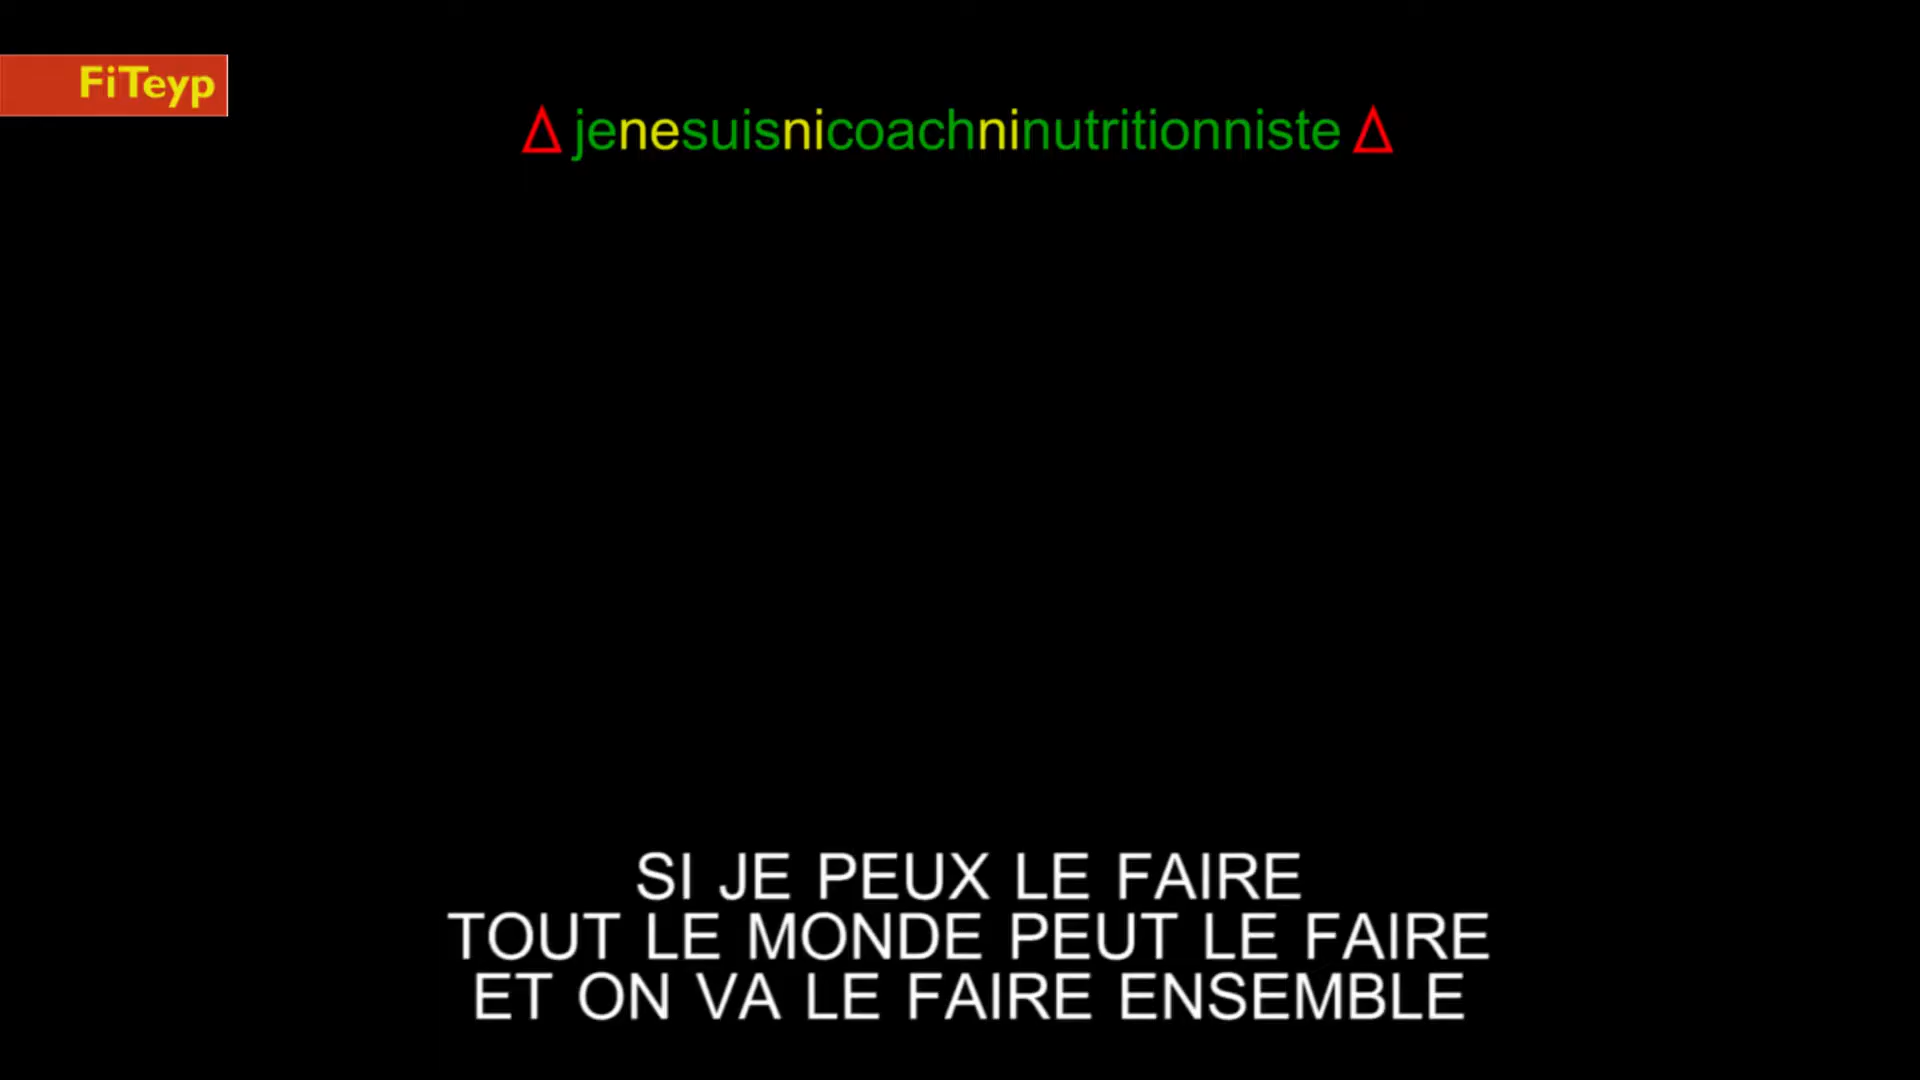 FiTeyp
Δ jenesuisnicoachninutritionniste Δ
SI JE PEUX LE FAIRE
TOUT LE MONDE PEUT LE FAIRE
ET ON VA LE FAIRE ENSEMBLE